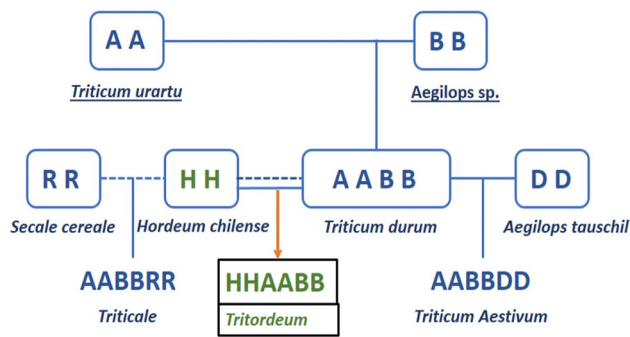 A A
B B
Triticum urartu
Aegilops sp.
R R
H H
A A B B
D D
Secale cereale
Hordeum chilense
Triticum durum
Aegilops tauschil
AABBRR
HHAABB
AABBDD
Triticale
Tritordeum
Triticum Aestivum